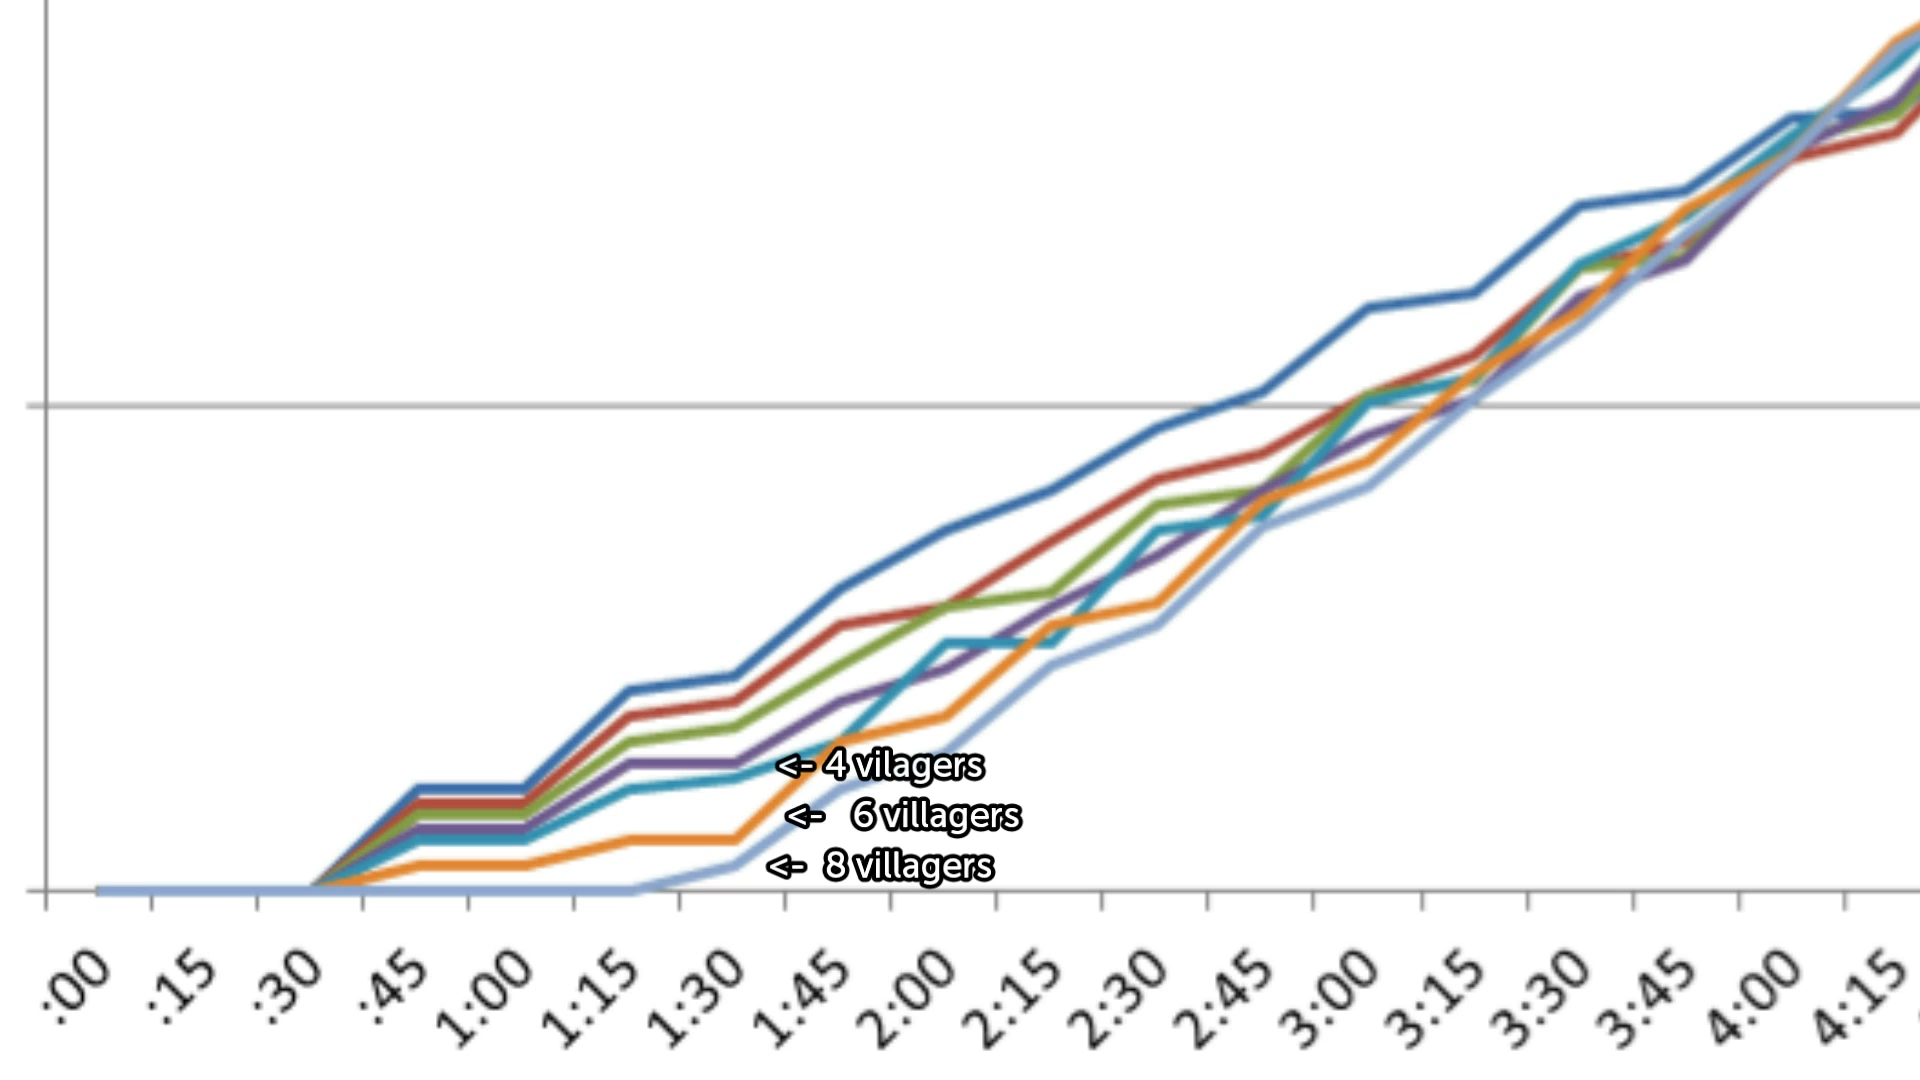 <- 4 vilagers
<- 6 villagers
<- 8 villagers
:00 :15 :30 :45 1:00 1:15 1:30 1:45 2:00 2:15 2:30 2:45 3:00 3:15 3:30 3:45 4:00 4:15